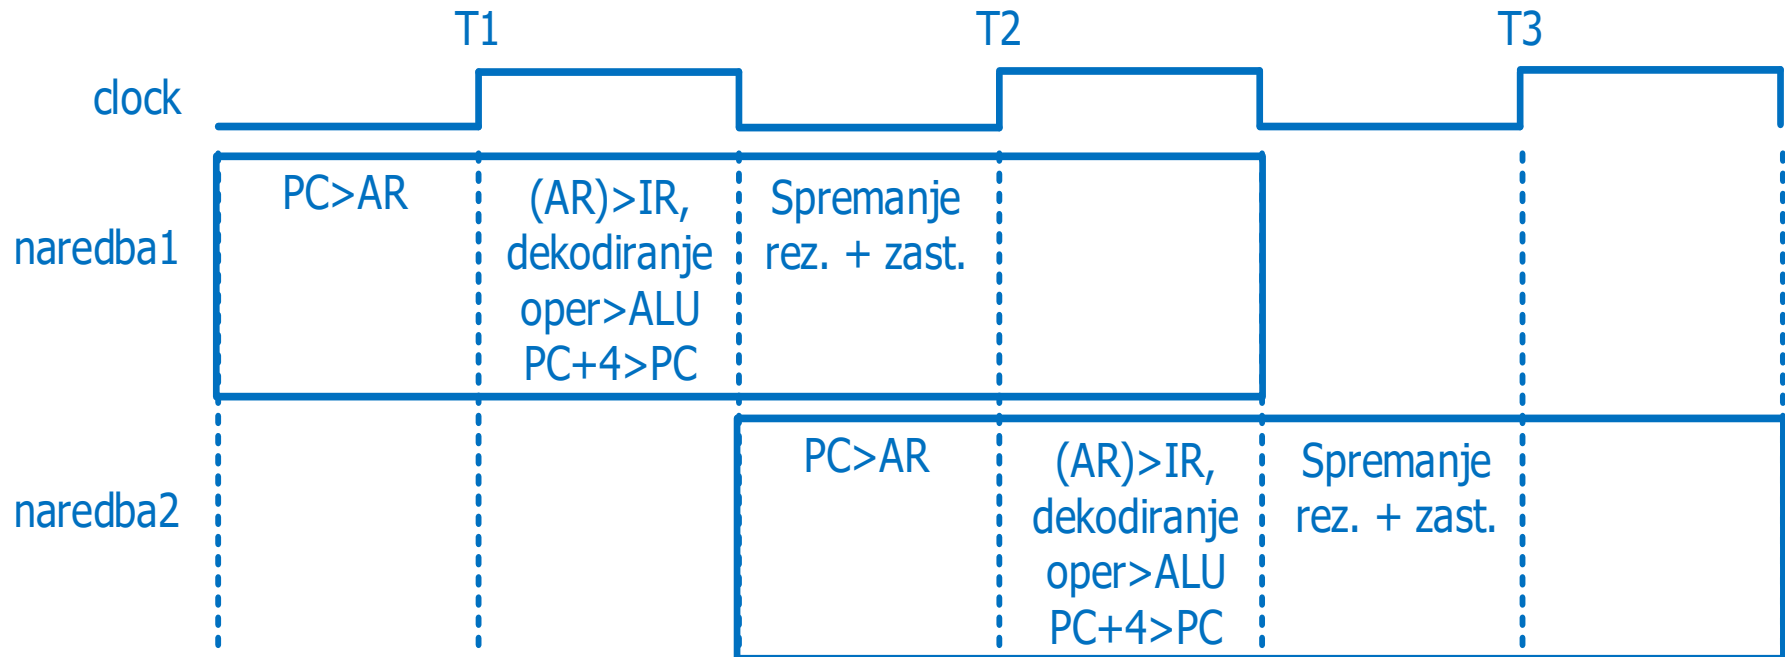 T1 T2 T3
clock
naredba1
PC>AR
(AR)>IR,
dekodiranje
oper>ALU
PC+4>PC
Spremanje
rez. + zast.
naredba2
PC>AR
(AR)>IR,
dekodiranje
oper>ALU
PC+4>PC
Spremanje
rez. + zast.